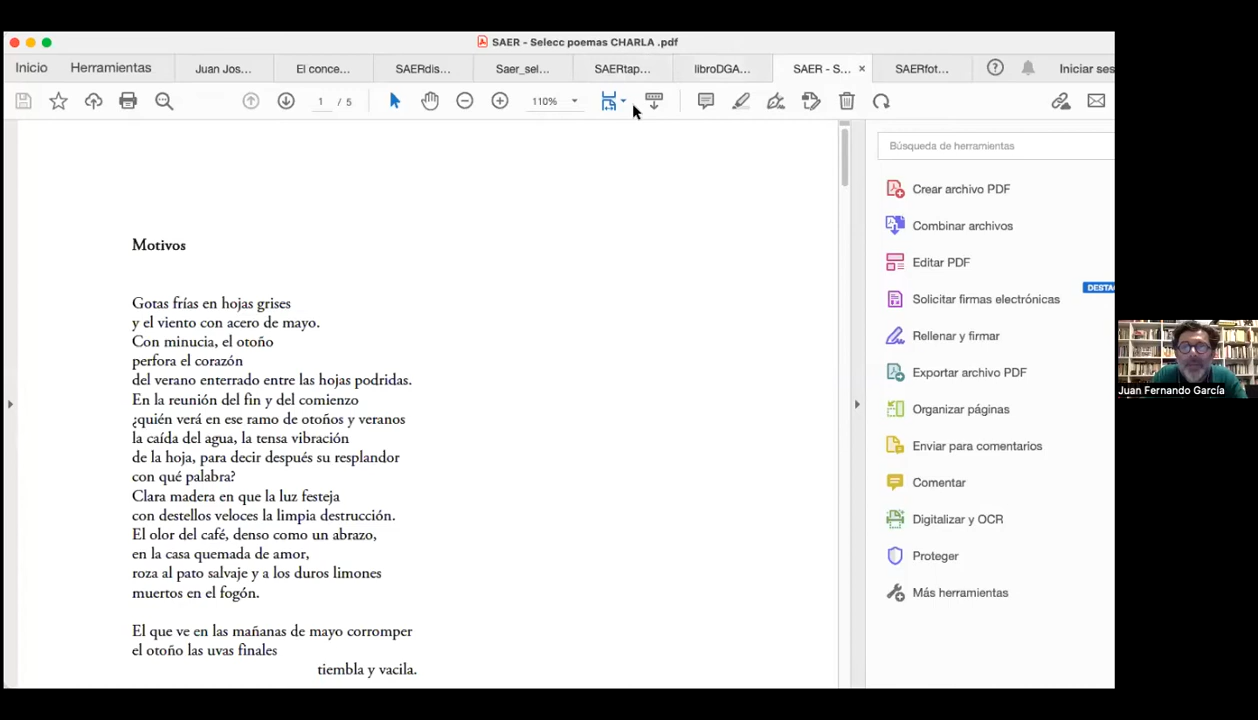 SAER - Selecc poemas CHARLA .pdf
Inicio
Herramientas
Juan Jos...
El conce...
SAERdis...
Saer_sel...
SAERtap...
libroDGA...
SAER - S... ×
SAERfot...
?
Iniciar ses
1 / 5
110%
Motivos
Gotas frías en hojas grises
y el viento con acero de mayo.
Con minucia, el otoño
perfora el corazón
del verano enterrado entre las hojas podridas.
En la reunión del fin y del comienzo
¿quién verá en ese ramo de otoños y veranos
la caída del agua, la tensa vibración
de la hoja, para decir después su resplandor
con qué palabra?
Clara madera en que la luz festeja
con destellos veloces la limpia destrucción.
El olor del café, denso como un abrazo,
en la casa quemada de amor,
roza al pato salvaje y a los duros limones
muertos en el fogón.
El que ve en las mañanas de mayo corromper
el otoño las uvas finales
tiembla y vacila.
Búsqueda de herramientas
Crear archivo PDF
Combinar archivos
Editar PDF
DESTAC
Solicitar firmas electrónicas
Rellenar y firmar
Exportar archivo PDF
Organizar páginas
Enviar para comentarios
Comentar
Digitalizar y OCR
Proteger
Más herramientas
Juan Fernando García